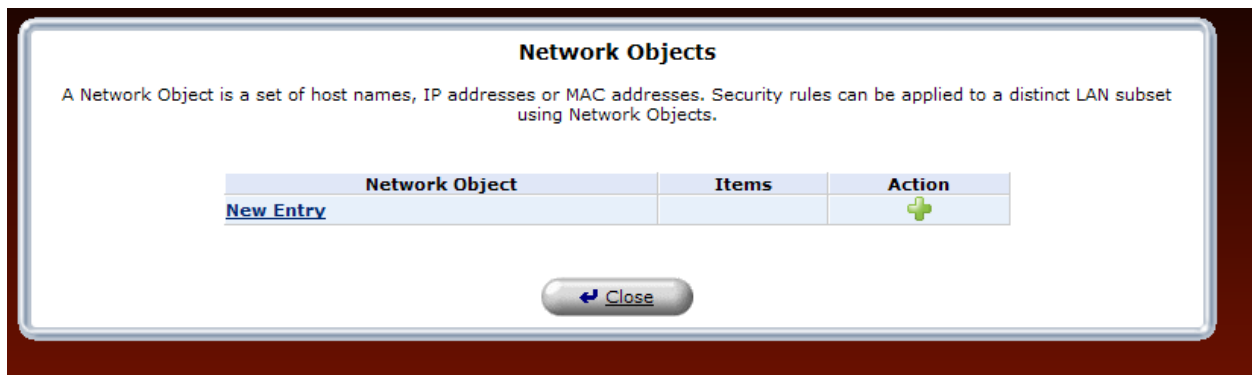 Network Objects
A Network Object is a set of host names, IP addresses or MAC addresses. Security rules can be applied to a distinct LAN subset
using Network Objects.
Network Object Items Action
New Entry
Close